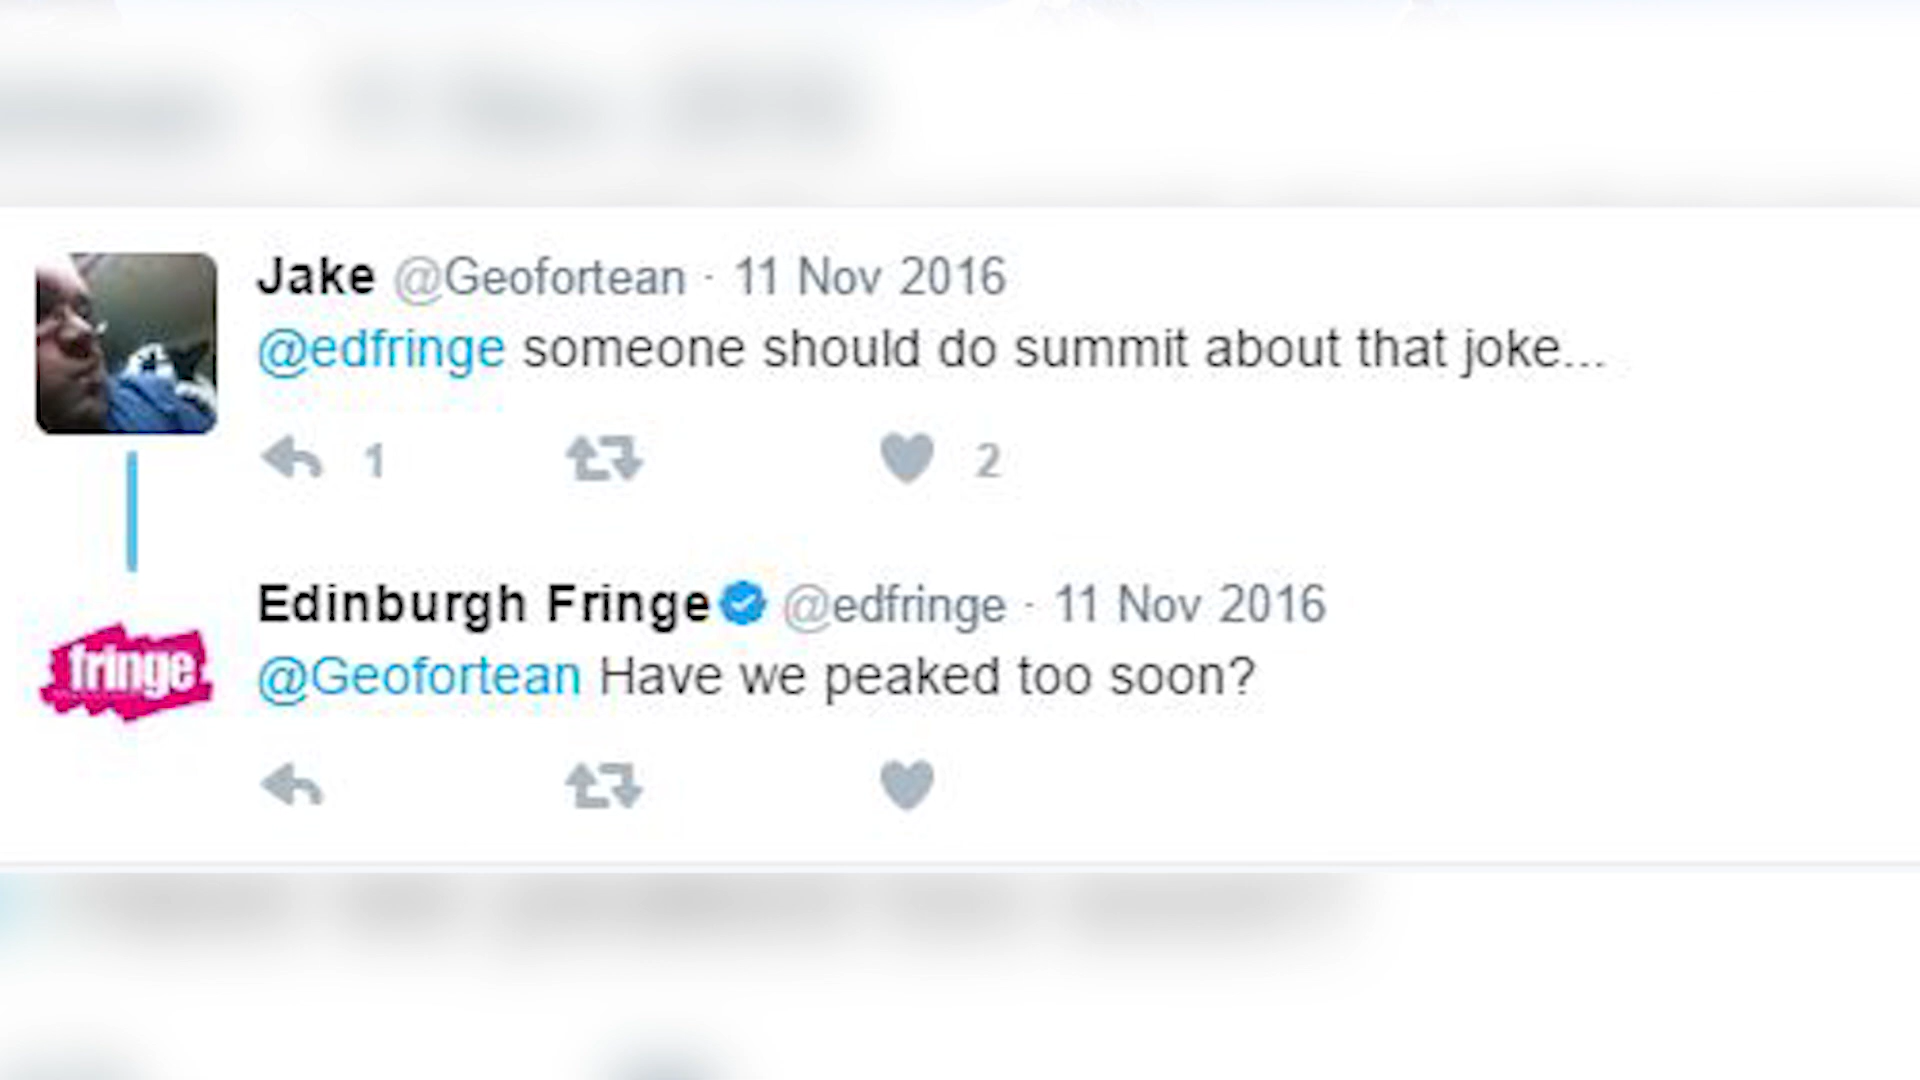 Jake @Geofortean · 11 Nov 2016
@edfringe someone should do summit about that joke...
1 2
Edinburgh Fringe @edfringe · 11 Nov 2016
fringe
@Geofortean Have we peaked too soon?